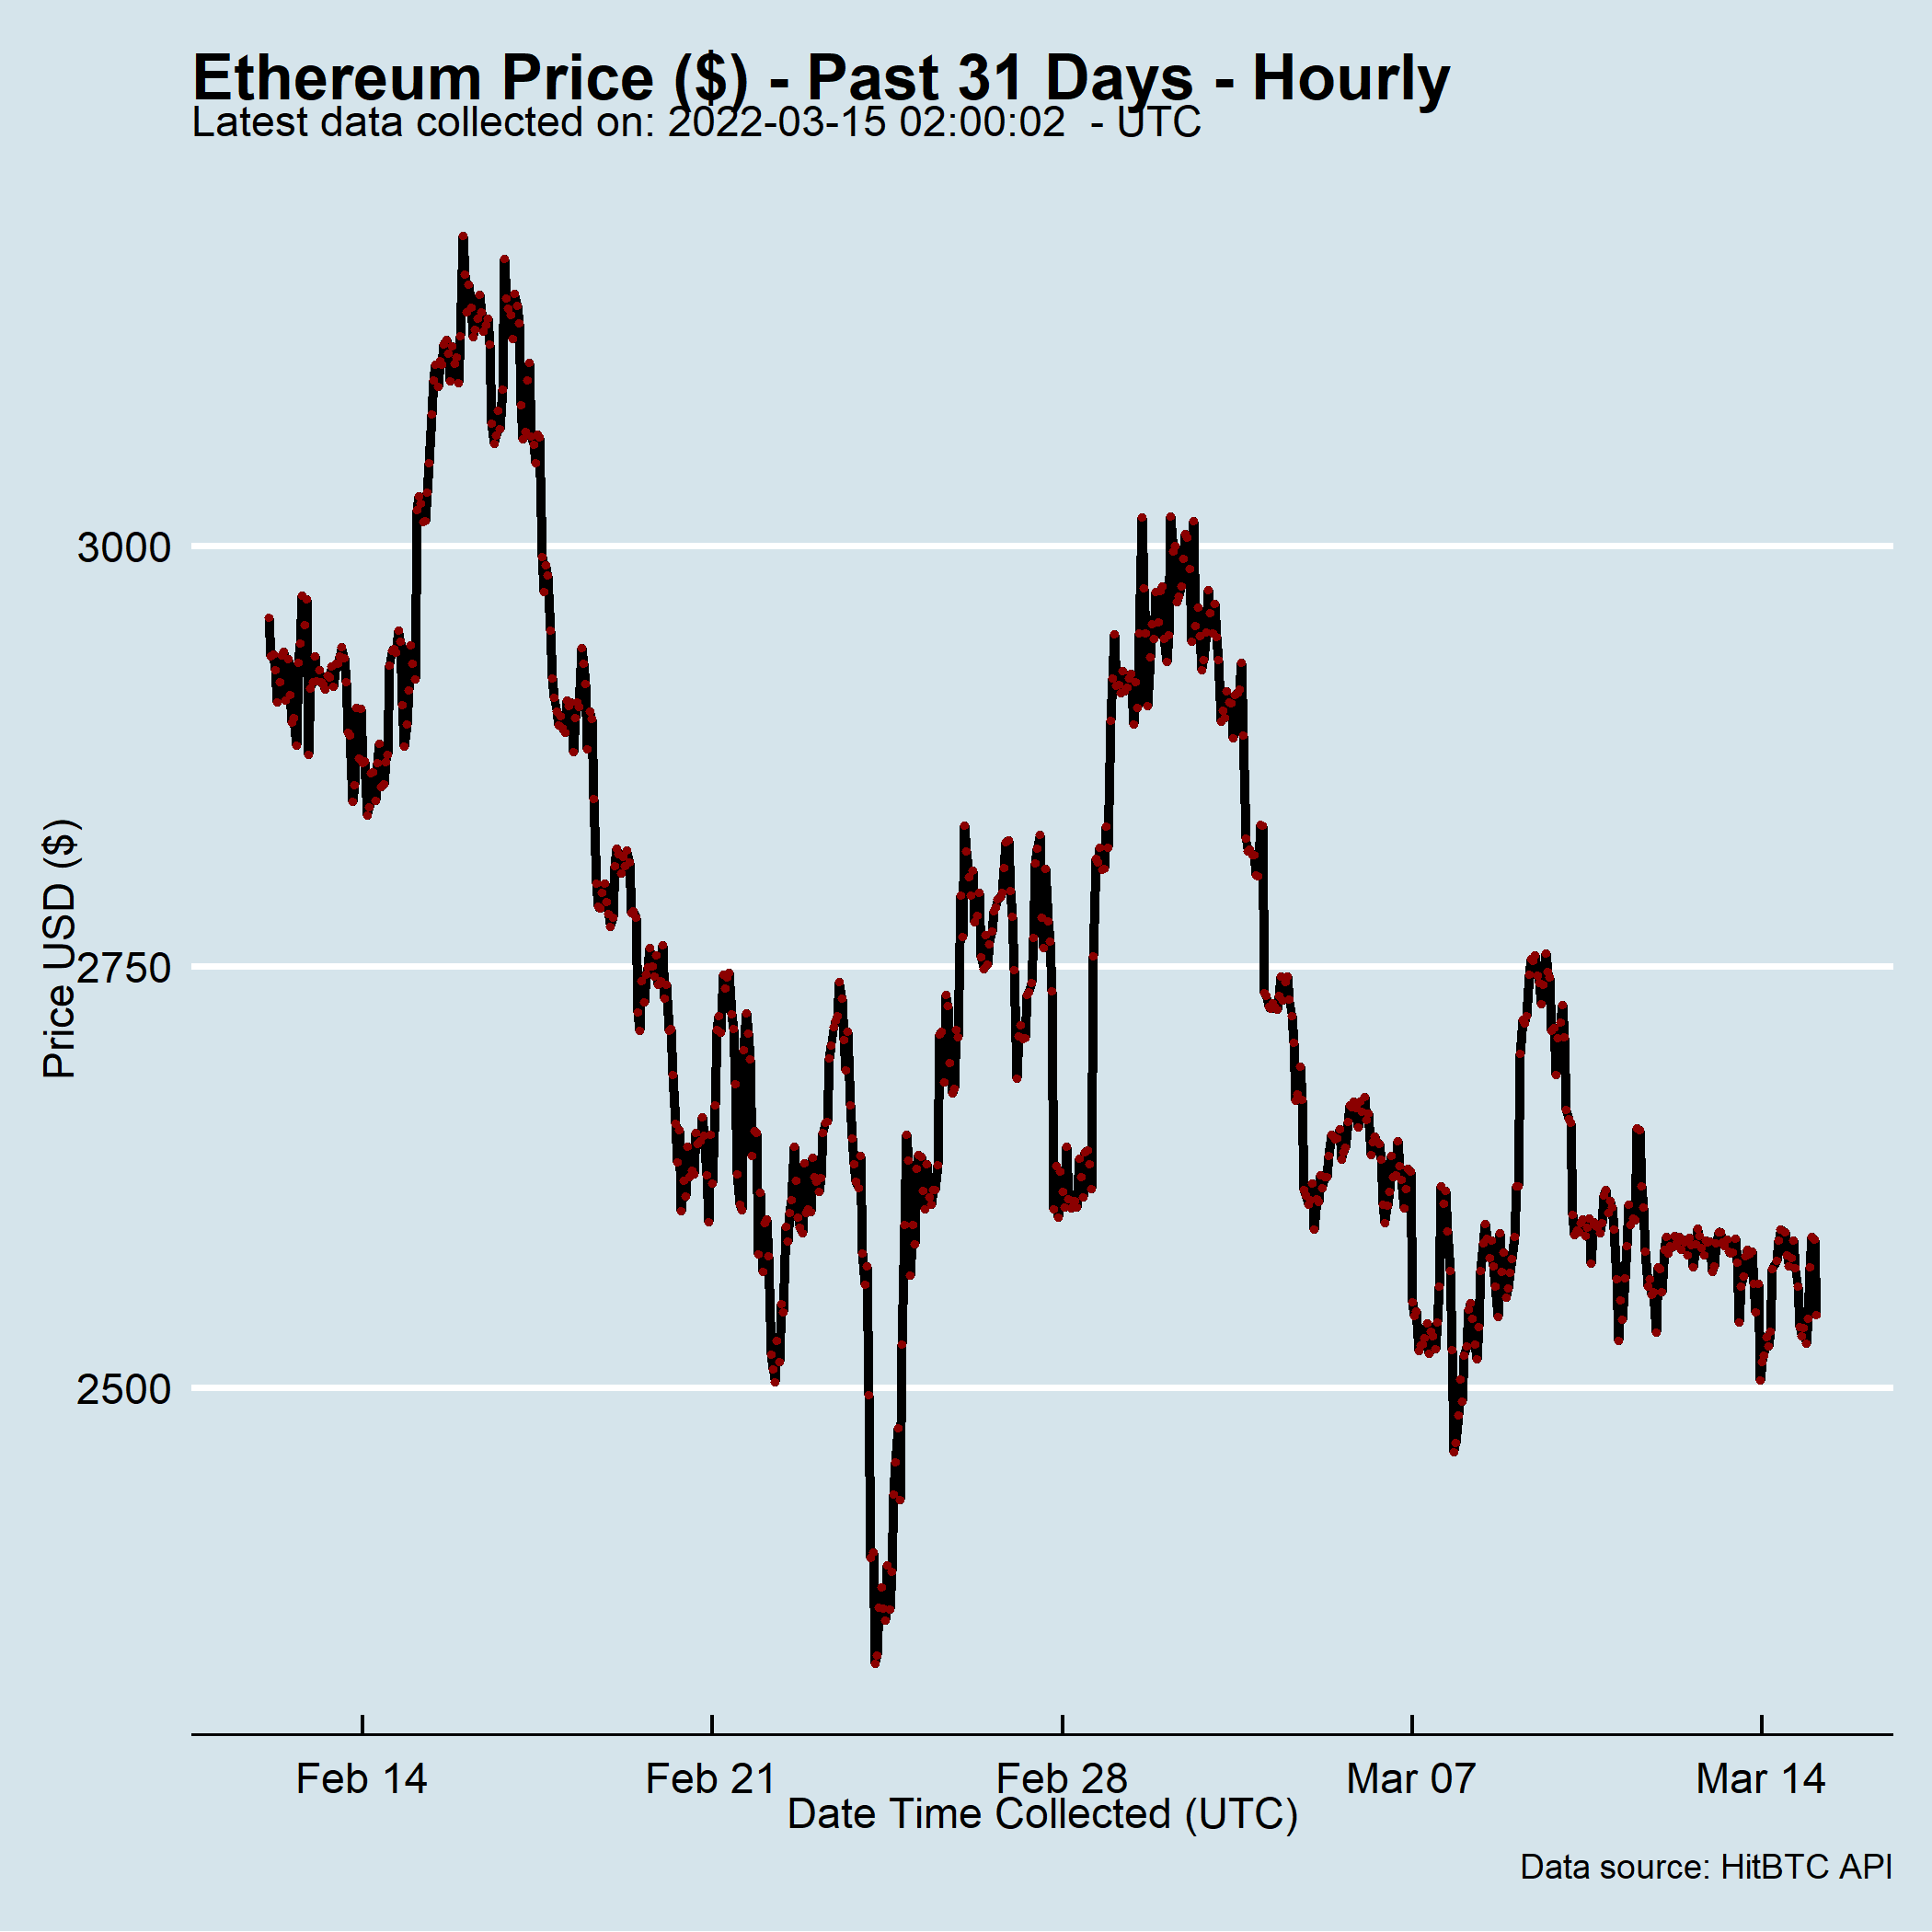 Ethereum Price ($) - Past 31 Days - Hourly
Latest data collected on: 2022-03-15 02:00:02  - UTC
3000
2750
2500
Price USD ($)
Feb 14
Feb 21
Feb 28
Mar 07
Mar 14
Date Time Collected (UTC)
Data source: HitBTC API